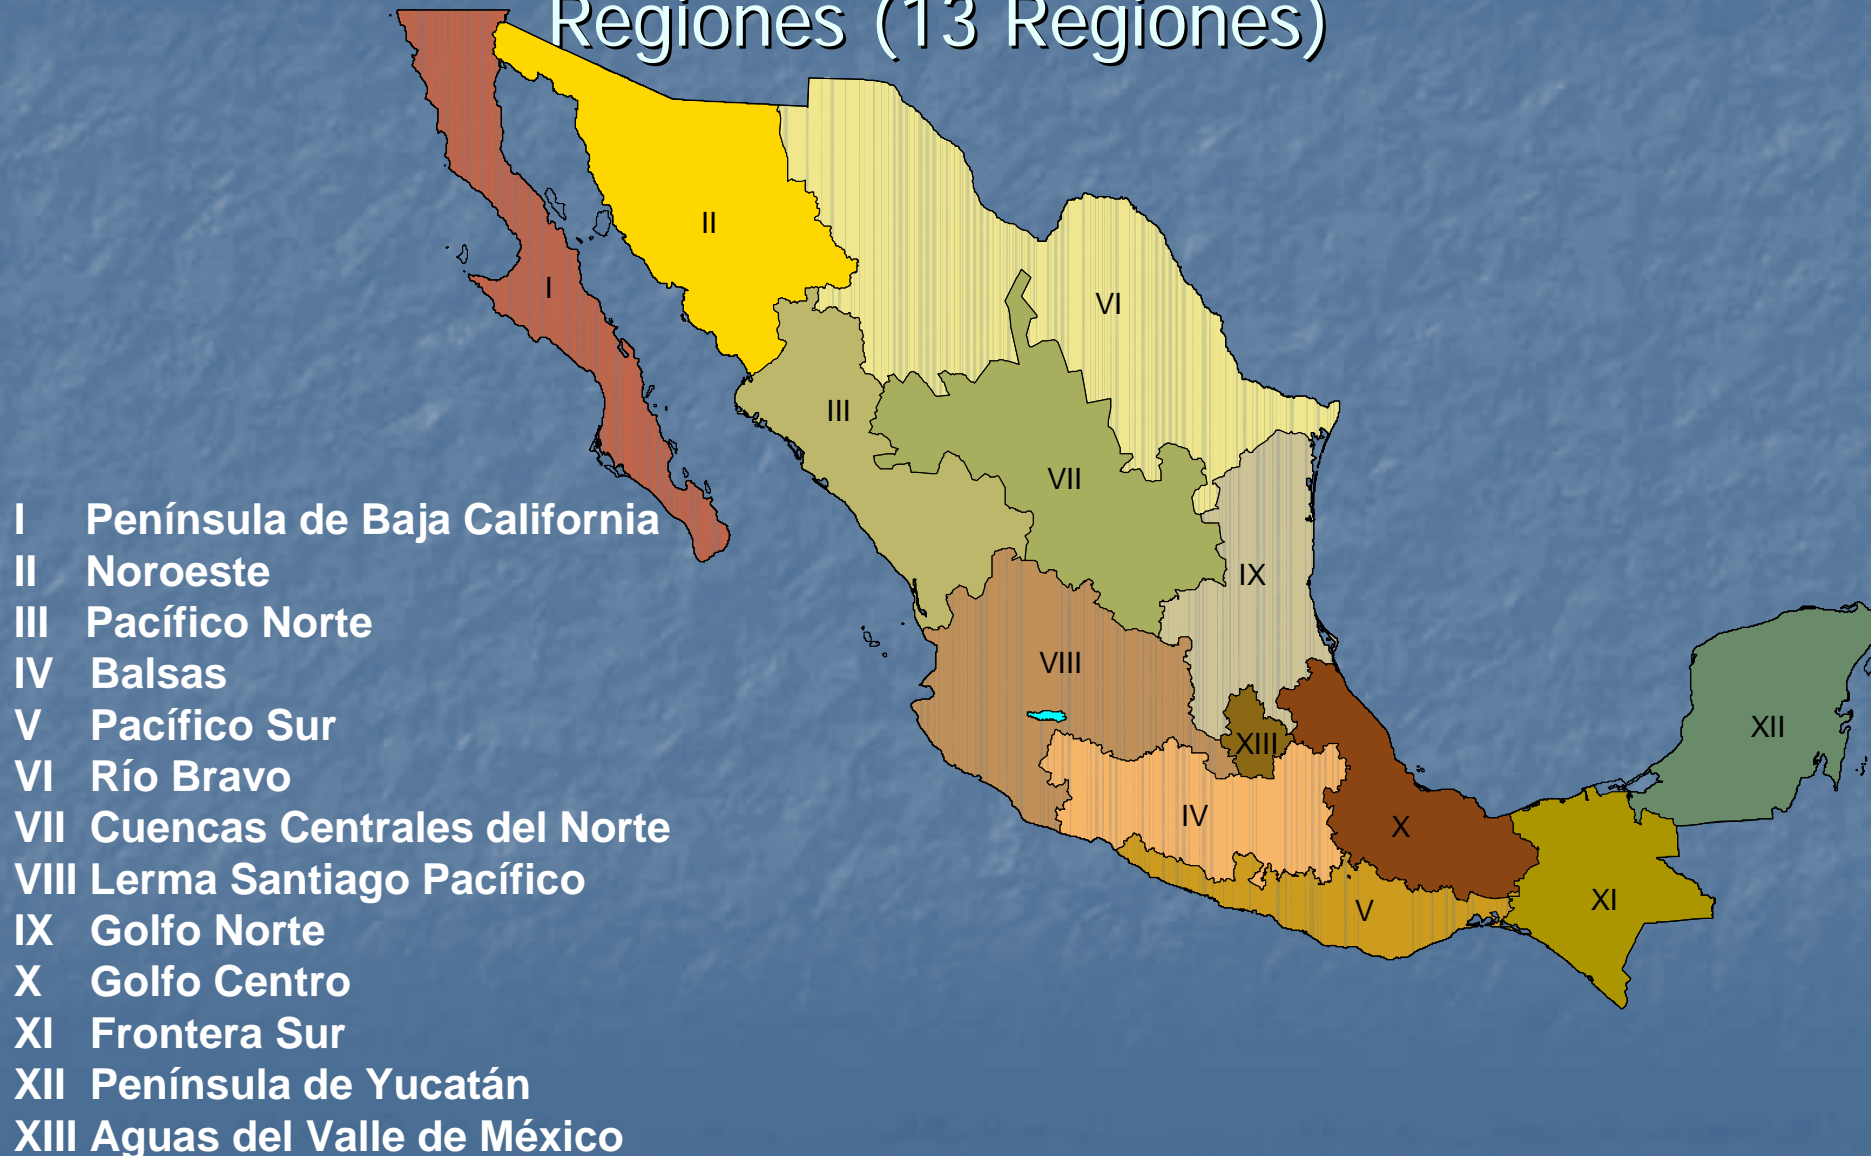 Regiones (13 Regiones)
I Península de Baja California
II Noroeste
III Pacífico Norte
IV Balsas
V Pacífico Sur
VI Río Bravo
VII Cuencas Centrales del Norte
VIII Lerma Santiago Pacífico
IX Golfo Norte
X Golfo Centro
XI Frontera Sur
XII Península de Yucatán
XIII Aguas del Valle de México
II
I
VI
III
VII
IX
VIII
XII
XIII
IV
X
XI
V